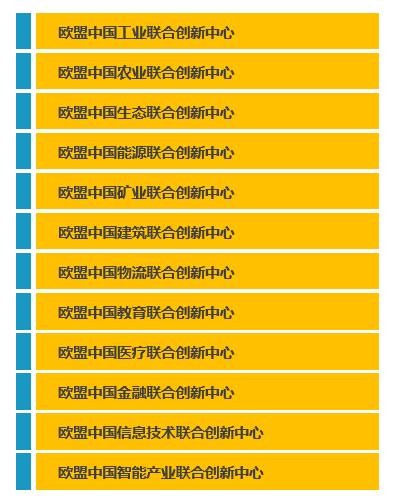 欧盟中国工业联合创新中心
欧盟中国农业联合创新中心
欧盟中国生态联合创新中心
欧盟中国能源联合创新中心
欧盟中国矿业联合创新中心
欧盟中国建筑联合创新中心
欧盟中国物流联合创新中心
欧盟中国教育联合创新中心
欧盟中国医疗联合创新中心
欧盟中国金融联合创新中心
欧盟中国信息技术联合创新中心
欧盟中国智能产业联合创新中心